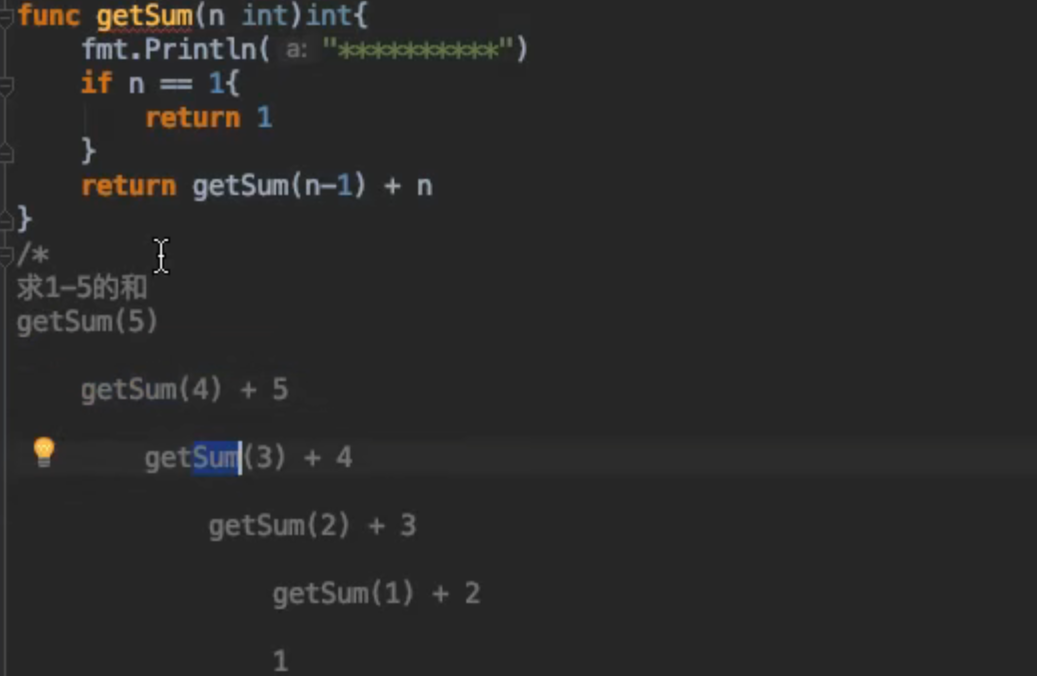 func getSum(n int)int{
    fmt.Println( a: "**********")
    if n == 1{
        return 1
    }
    return getSum(n-1) + n
}
/*
求1-5的和
getSum(5)
    getSum(4) + 5
        getSum(3) + 4
            getSum(2) + 3
                getSum(1) + 2
                1